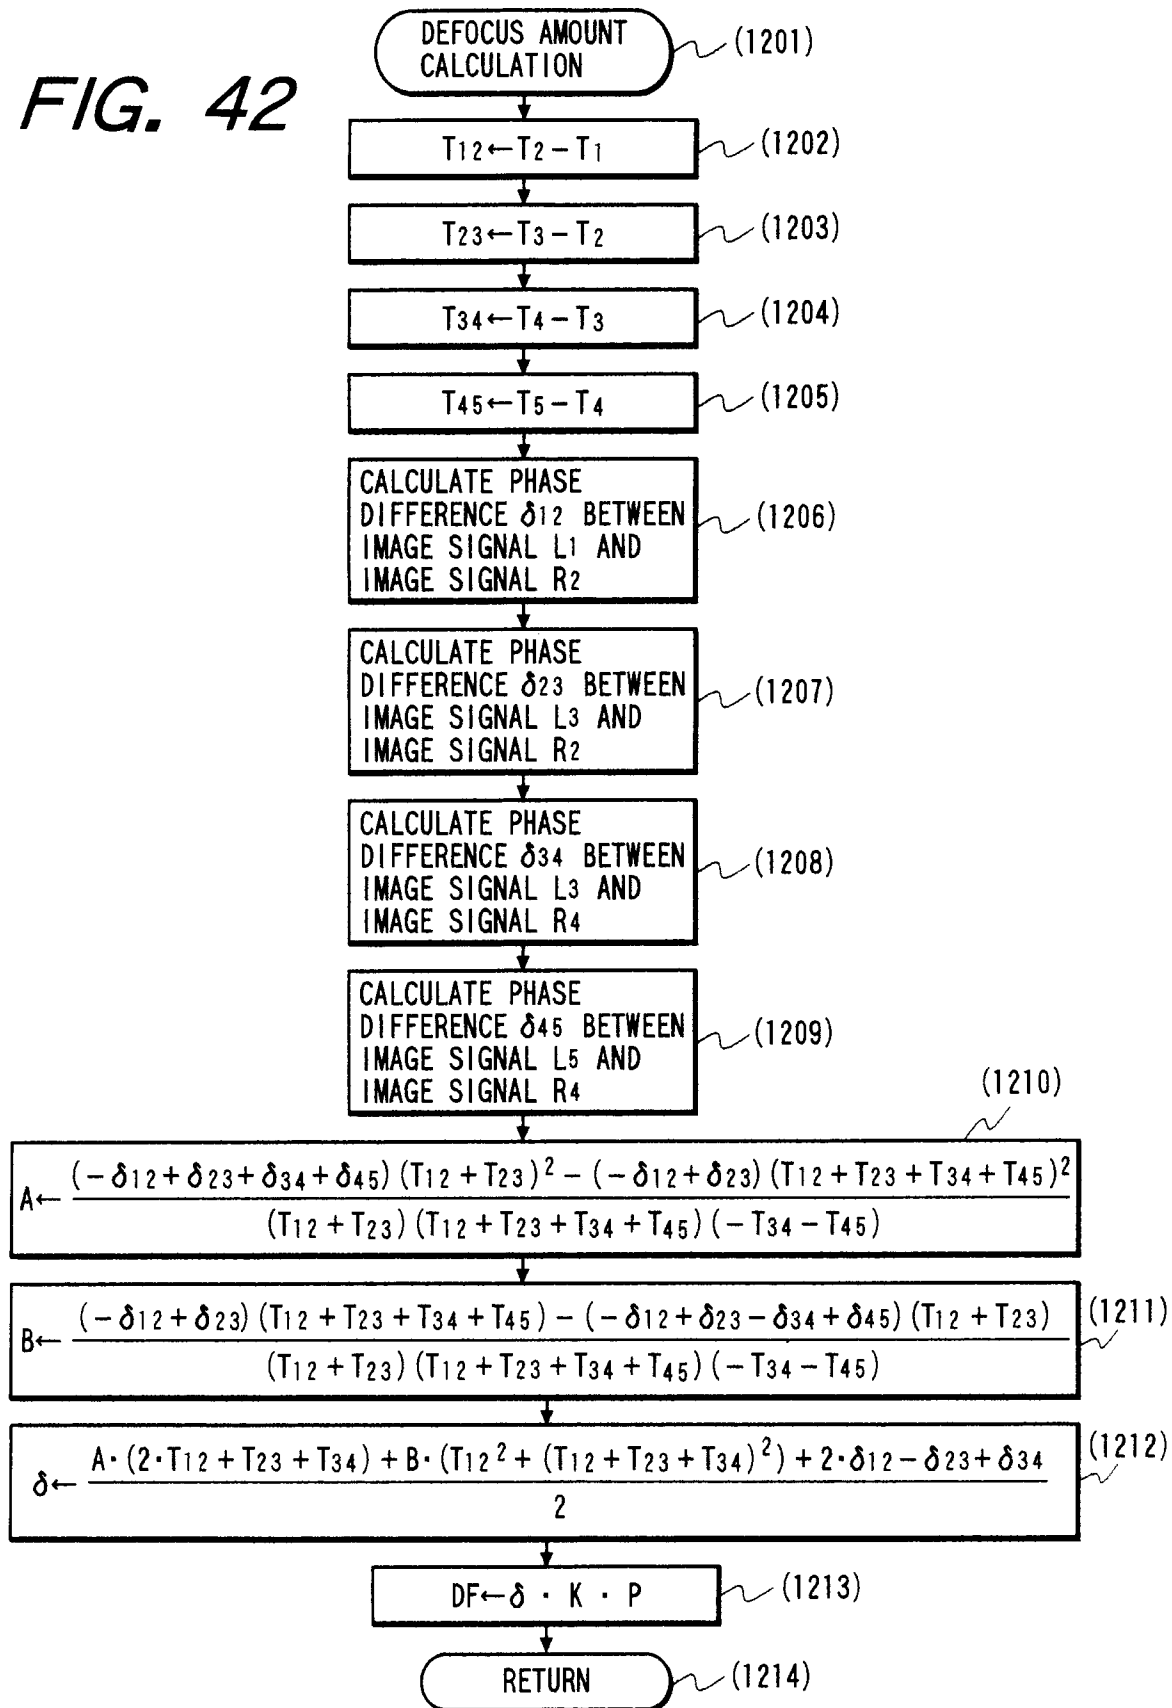 FIG. 42
DEFOCUS AMOUNT
CALCULATION
(1201)
T12←T2−T1
(1202)
T23←T3−T2
(1203)
T34←T4−T3
(1204)
T45←T5−T4
(1205)
CALCULATE PHASE
DIFFERENCE δ12 BETWEEN
IMAGE SIGNAL L1 AND
IMAGE SIGNAL R2
(1206)
CALCULATE PHASE
DIFFERENCE δ23 BETWEEN
IMAGE SIGNAL L3 AND
IMAGE SIGNAL R2
(1207)
CALCULATE PHASE
DIFFERENCE δ34 BETWEEN
IMAGE SIGNAL L3 AND
IMAGE SIGNAL R4
(1208)
CALCULATE PHASE
DIFFERENCE δ45 BETWEEN
IMAGE SIGNAL L5 AND
IMAGE SIGNAL R4
(1209)
(1210)
(-δ12+δ23+δ34+δ45)(T12+T23)²−(-δ12+δ23)(T12+T23+T34+T45)²
A←
(T12+T23)(T12+T23+T34+T45)(-T34−T45)
(-δ12+δ23)(T12+T23+T34+T45)−(-δ12+δ23−δ34+δ45)(T12+T23)
B←
(T12+T23)(T12+T23+T34+T45)(-T34−T45)
(1211)
A·(2·T12+T23+T34)+B·(T12²+(T12+T23+T34)²)+2·δ12−δ23+δ34
δ←
2
(1212)
DF←δ · K · P
(1213)
RETURN
(1214)